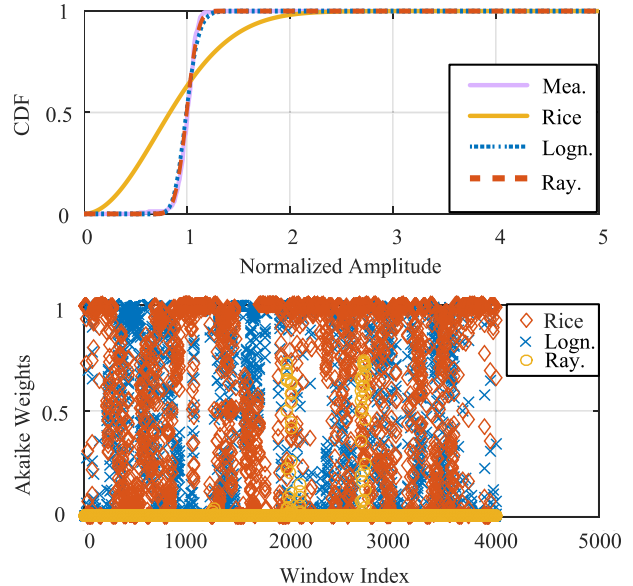 1
0.5
0
CDF
Mea.
Rice
Logn.
Ray.
0 1 2 3 4 5
Normalized Amplitude
1
0.5
0
Akaike Weights
Rice
Logn.
Ray.
0 1000 2000 3000 4000 5000
Window Index